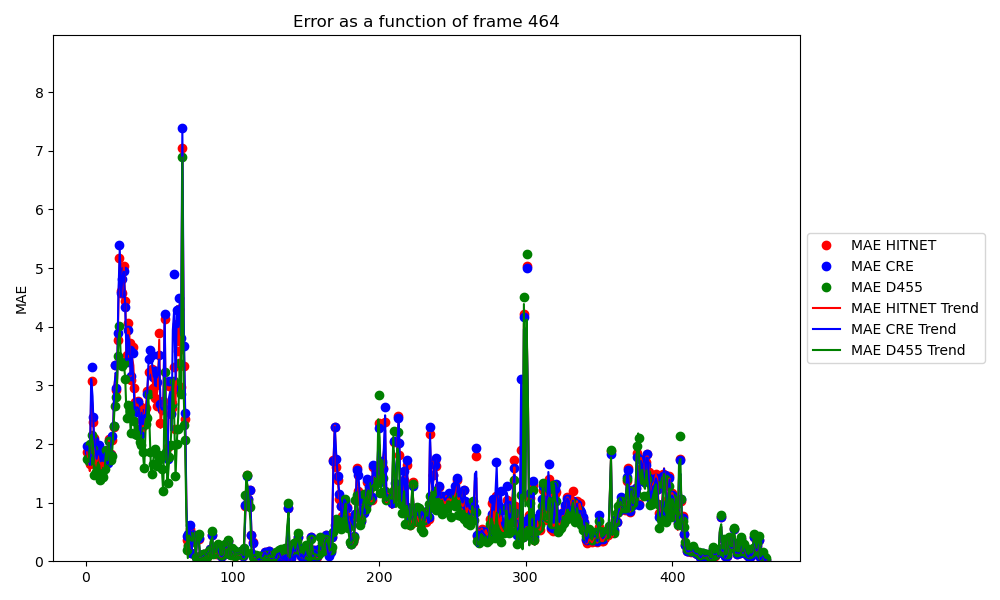 Error as a function of frame 464
MAE
8
7
6
5
4
3
2
1
0
0
100
200
300
400
MAE HITNET
MAE CRE
MAE D455
MAE HITNET Trend
MAE CRE Trend
MAE D455 Trend